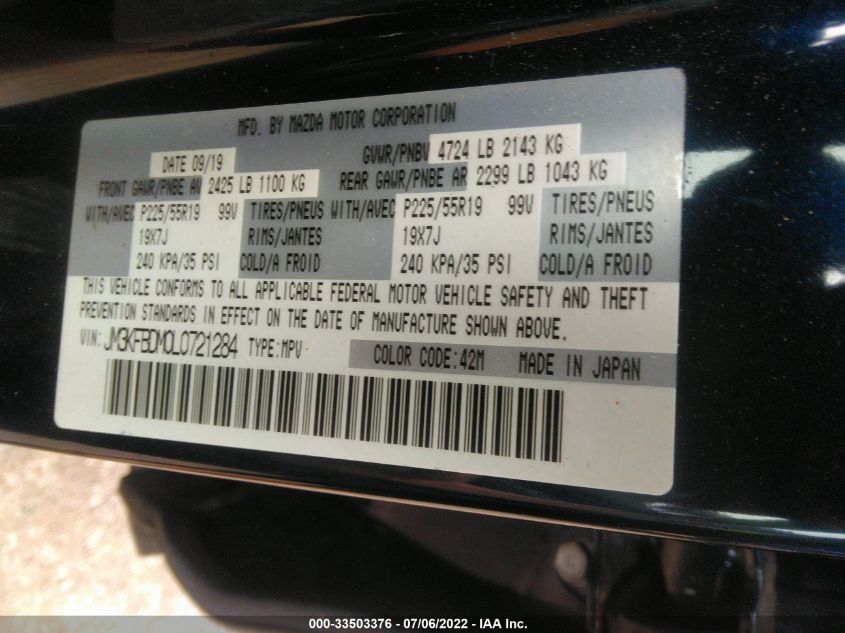 MFD. BY MAZDA MOTOR CORPORATION
DATE 09/19 GVWR/PNBV 4724 LB 2143 KG
FRONT GAWR/PNBE AV 2425 LB 1100 KG REAR GAWR/PNBE AR 2299 LB 1043 KG
WITH/AVEC P225/55R19 99V TIRES/PNEUS WITH/AVEC P225/55R19 99V TIRES/PNEUS
19X7J RIMS/JANTES 19X7J RIMS/JANTES
240 KPA/35 PSI COLD/A FROID 240 KPA/35 PSI COLD/A FROID
THIS VEHICLE CONFORMS TO ALL APPLICABLE FEDERAL MOTOR VEHICLE SAFETY AND THEFT
PREVENTION STANDARDS IN EFFECT ON THE DATE OF MANUFACTURE SHOWN ABOVE.
VIN: JM3KFBDM0L0721284 TYPE:MPV COLOR CODE:42M MADE IN JAPAN
000-33503376 - 07/06/2022 - IAA Inc.